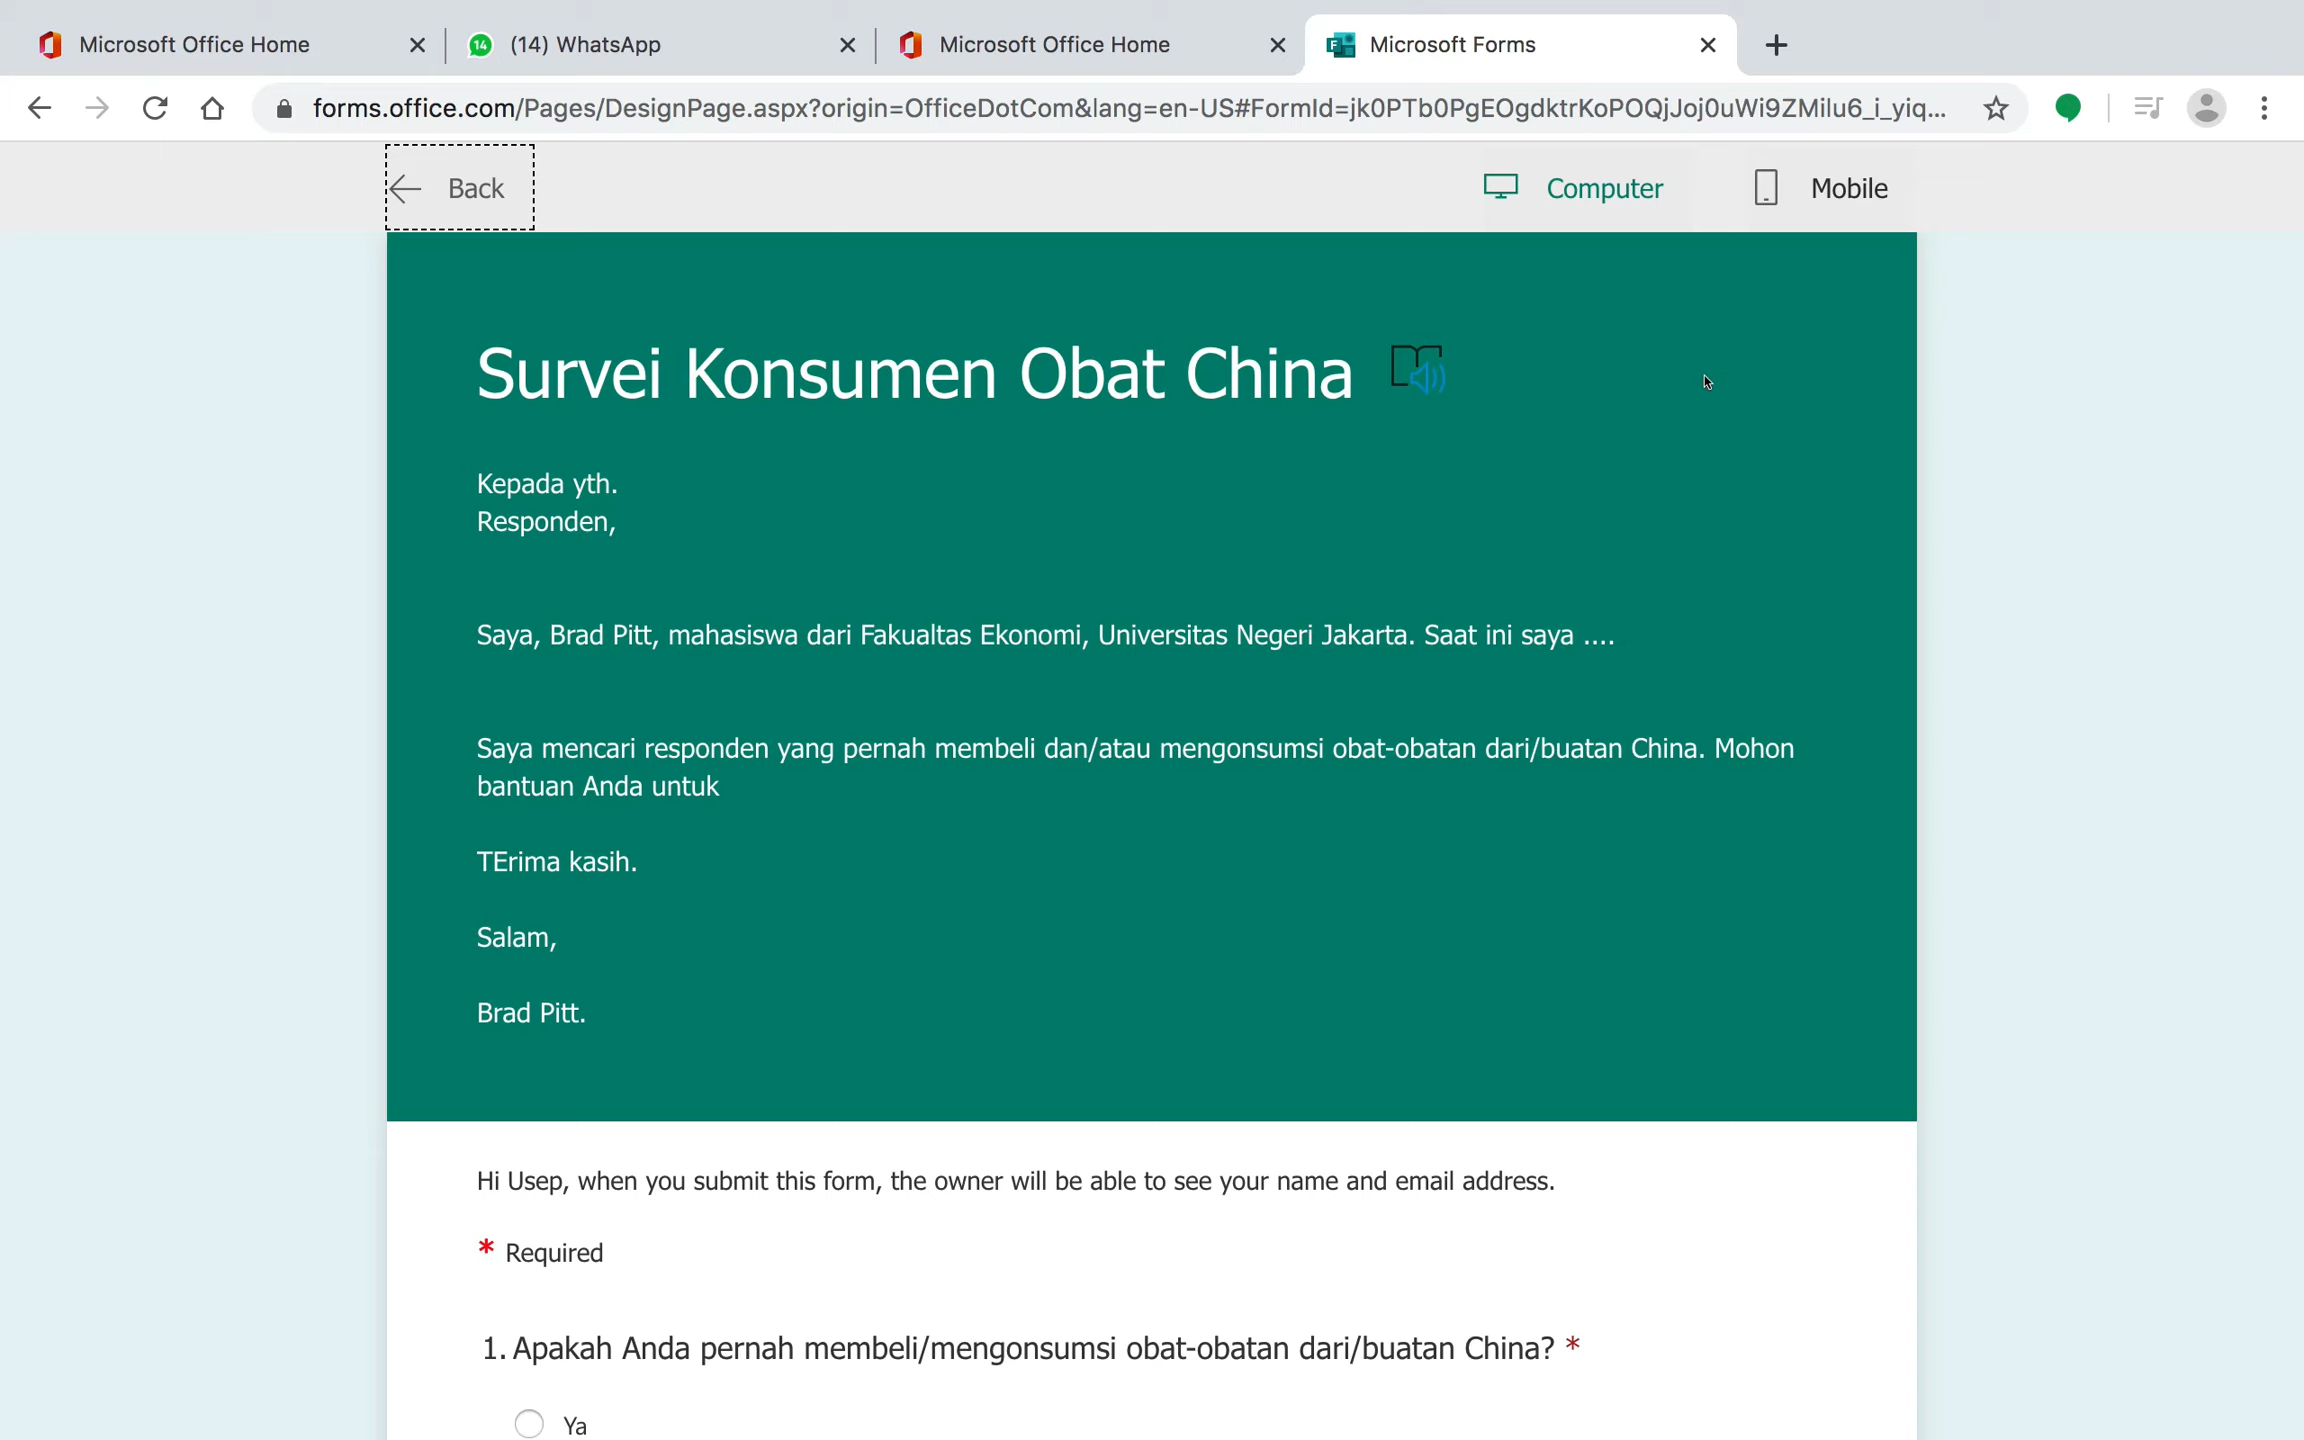 Microsoft Office Home
14
(14) WhatsApp
Microsoft Office Home
Microsoft Forms
forms.office.com/Pages/DesignPage.aspx?origin=OfficeDotCom&lang=en-US#FormId=jk0PTb0PgEOgdktrKoPOQjJoj0uWi9ZMilu6_i_yiq...
Back
Computer
Mobile
Survei Konsumen Obat China
Kepada yth.
Responden,
Saya, Brad Pitt, mahasiswa dari Fakualtas Ekonomi, Universitas Negeri Jakarta. Saat ini saya ....
Saya mencari responden yang pernah membeli dan/atau mengonsumsi obat-obatan dari/buatan China. Mohon
bantuan Anda untuk
TErima kasih.
Salam,
Brad Pitt.
Hi Usep, when you submit this form, the owner will be able to see your name and email address.
* Required
1. Apakah Anda pernah membeli/mengonsumsi obat-obatan dari/buatan China? *
Ya